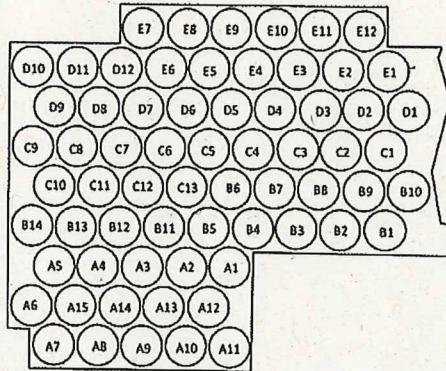 E7 E8 E9 E10 E11 E12
D10 D11 D12 E6 E5 E4 E3 E2 E1
D9 D8 D7 D6 D5 D4 D3 D2 D1
C9 C8 C7 C6 C5 C4 C3 C2 C1
C10 C11 C12 C13 B6 B7 B8 B9 B10
B14 B13 B12 B11 B5 B4 B3 B2 B1
A5 A4 A3 A2 A1
A6 A15 A14 A13 A12
A7 A8 A9 A10 A11